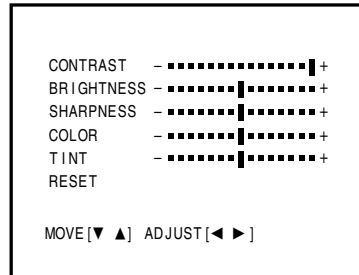 CONTRAST - +
BRIGHTNESS - +
SHARPNESS - +
COLOR - +
TINT - +
RESET
MOVE[▼ ▲] ADJUST[◀ ▶]